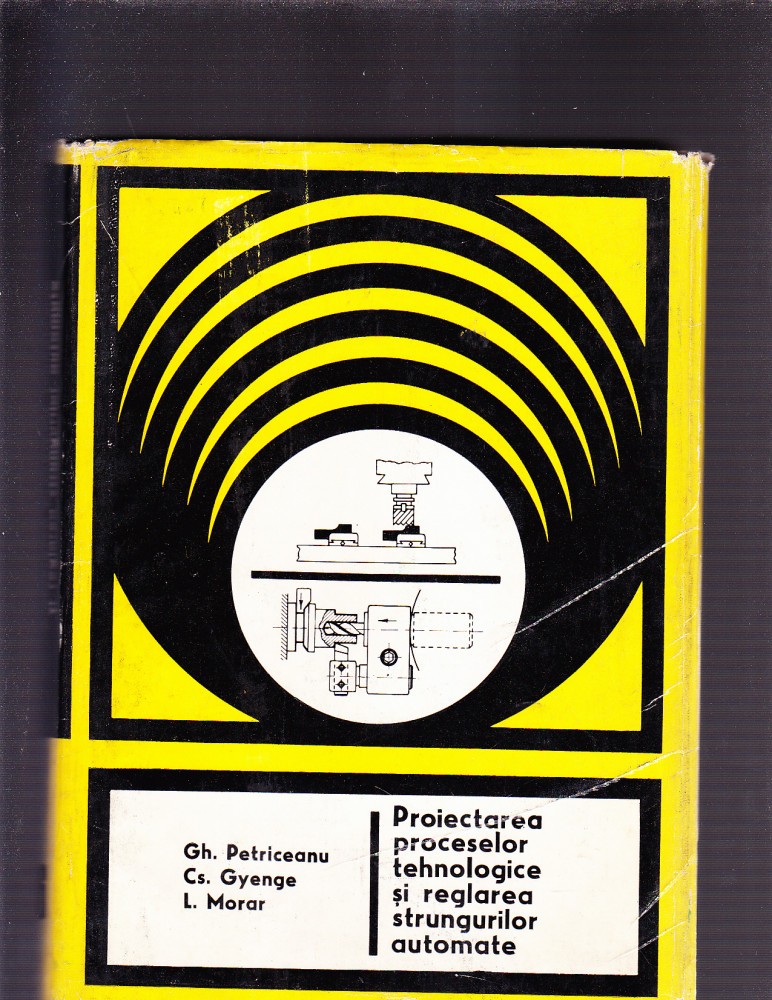 Gh. Petriceanu
Cs. Gyenge
L. Morar
Proiectarea
proceselor
tehnologice
și reglarea
strungurilor
automate